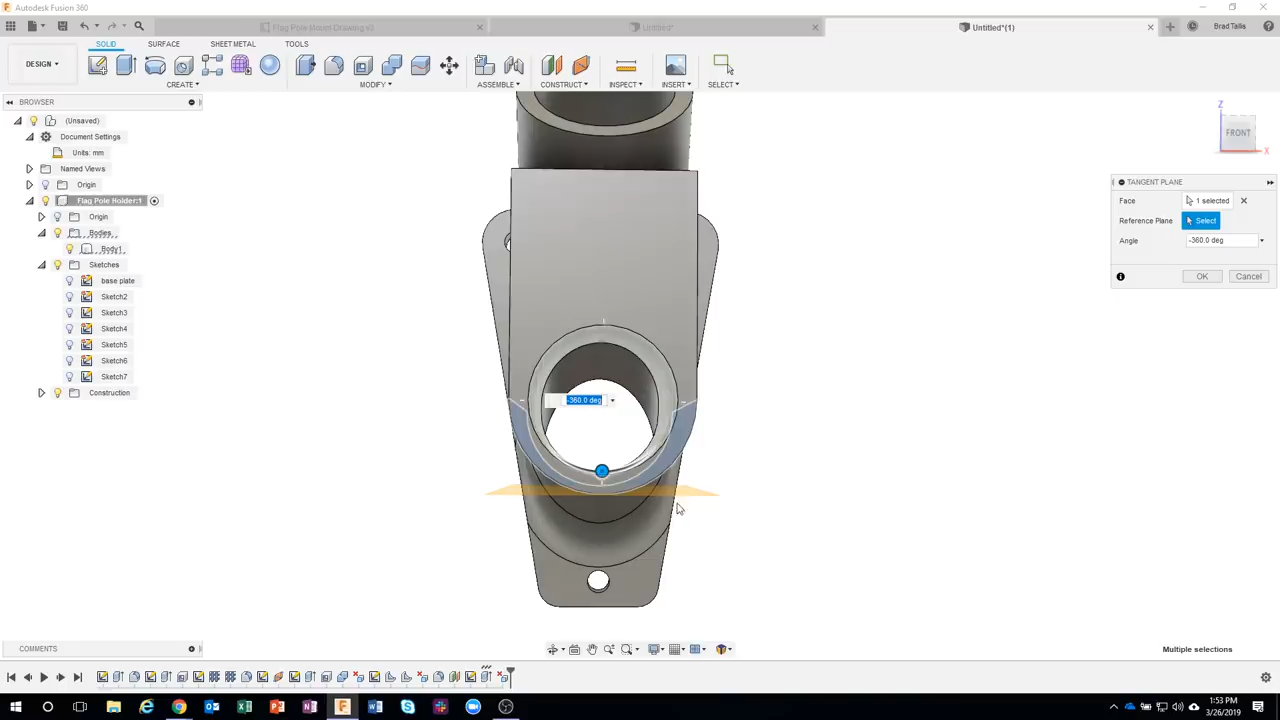 Autodesk Fusion 360
Flag Pole Mount Drawing v3
Untitled*
Untitled*(1)
Brad Tallis
SOLID SURFACE SHEET METAL TOOLS
DESIGN
CREATE MODIFY ASSEMBLE CONSTRUCT INSPECT INSERT SELECT
BROWSER
(Unsaved)
Document Settings
Units: mm
Named Views
Origin
Flag Pole Holder:1
Origin
Bodies
Body1
Sketches
base plate
Sketch2
Sketch3
Sketch4
Sketch5
Sketch6
Sketch7
Construction
Z
FRONT
X
TANGENT PLANE
Face 1 selected
Reference Plane Select
Angle -360.0 deg
OK Cancel
-360.0 deg
COMMENTS
Multiple selections
1:53 PM
3/26/2019